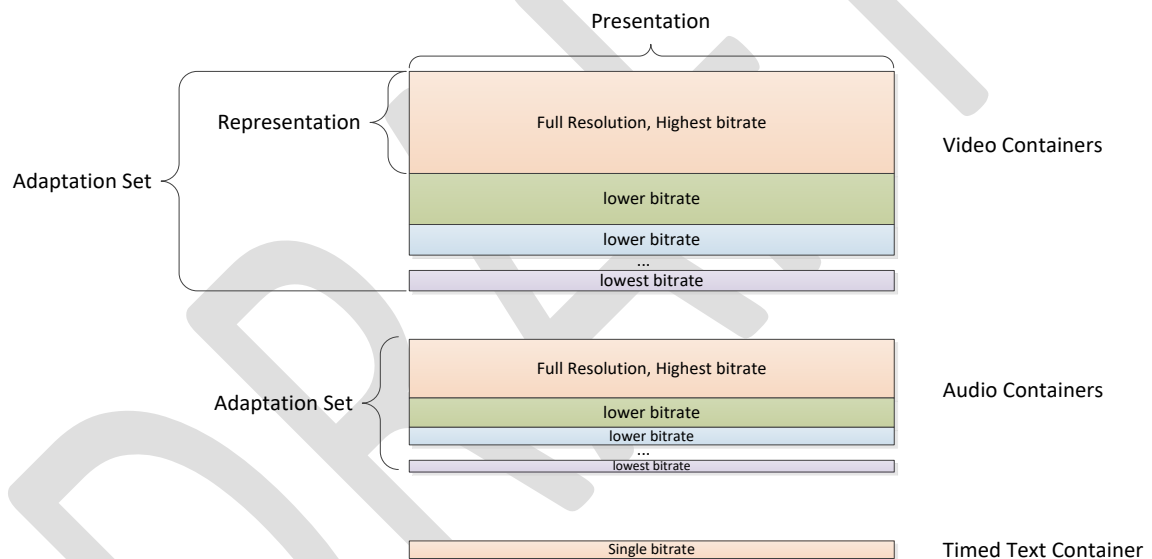 Presentation
Full Resolution, Highest bitrate
Representation
Video Containers
Adaptation Set
lower bitrate
lower bitrate
...
lowest bitrate
Full Resolution, Highest bitrate
Audio Containers
Adaptation Set
lower bitrate
lower bitrate
...
lowest bitrate
Single bitrate
Timed Text Container
DRAFT